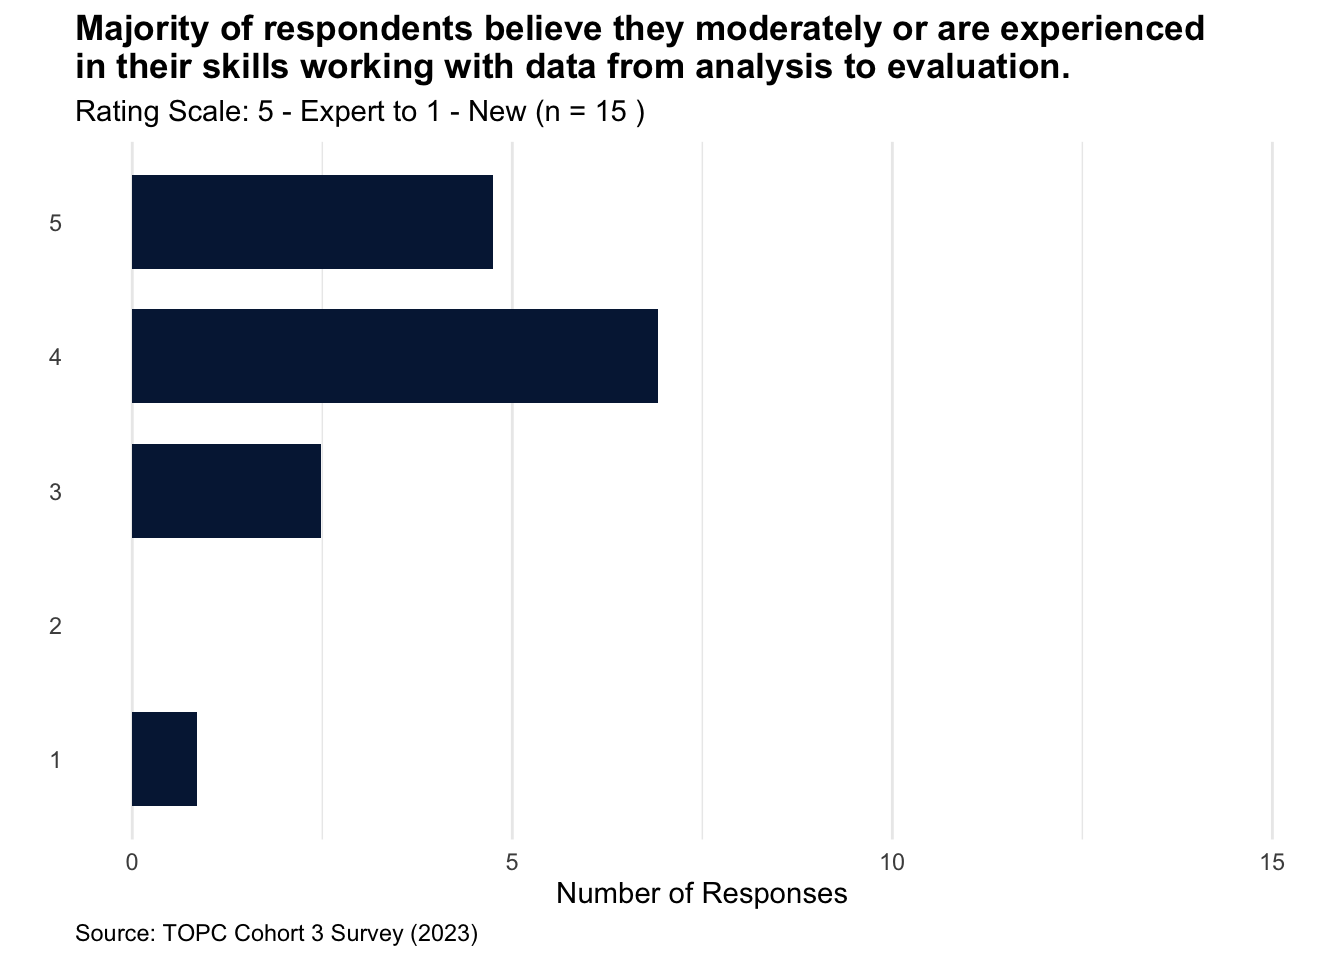 Majority of respondents believe they moderately or are experienced
in their skills working with data from analysis to evaluation.
Rating Scale: 5 - Expert to 1 - New (n = 15 )
5
4
3
2
1
0 5 10 15
Number of Responses
Source: TOPC Cohort 3 Survey (2023)